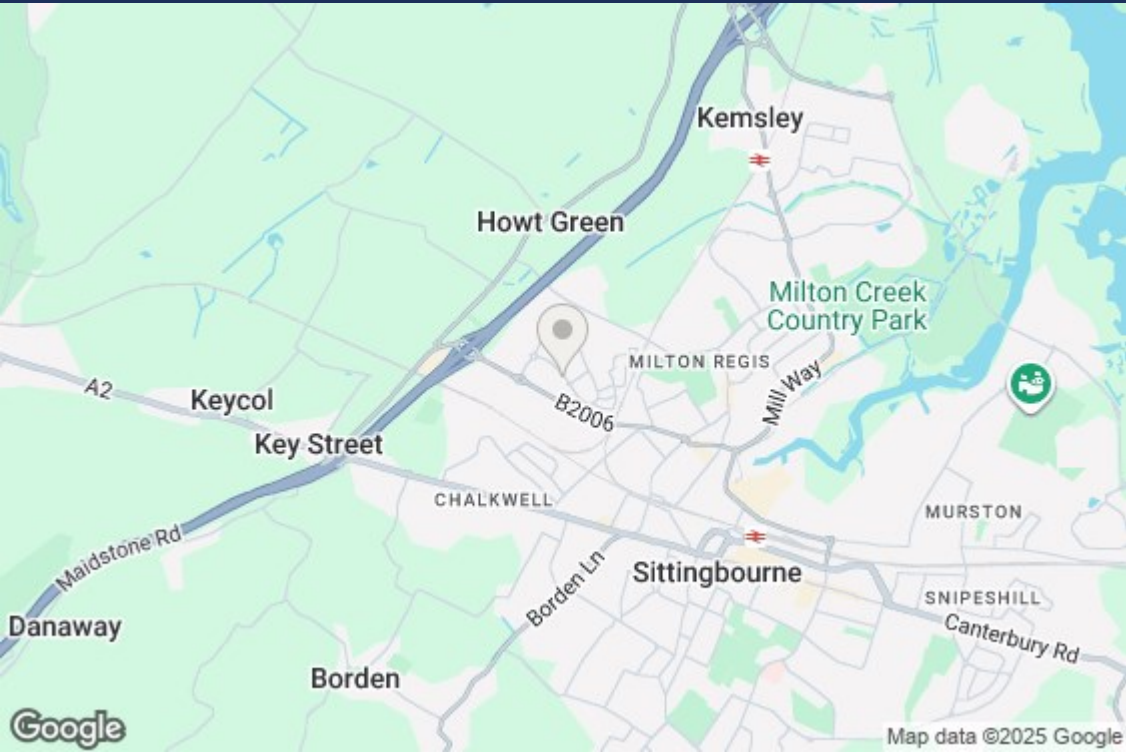 Kemsley
Howt Green
Milton Creek
Country Park
MILTON REGIS
A2
Keycol
Mill Way
B2006
Key Street
CHALKWELL
MURSTON
Maidstone Rd
Sittingbourne
Borden Ln
SNIPESHILL
Danaway
Canterbury Rd
Borden
Google
Map data ©2025 Google